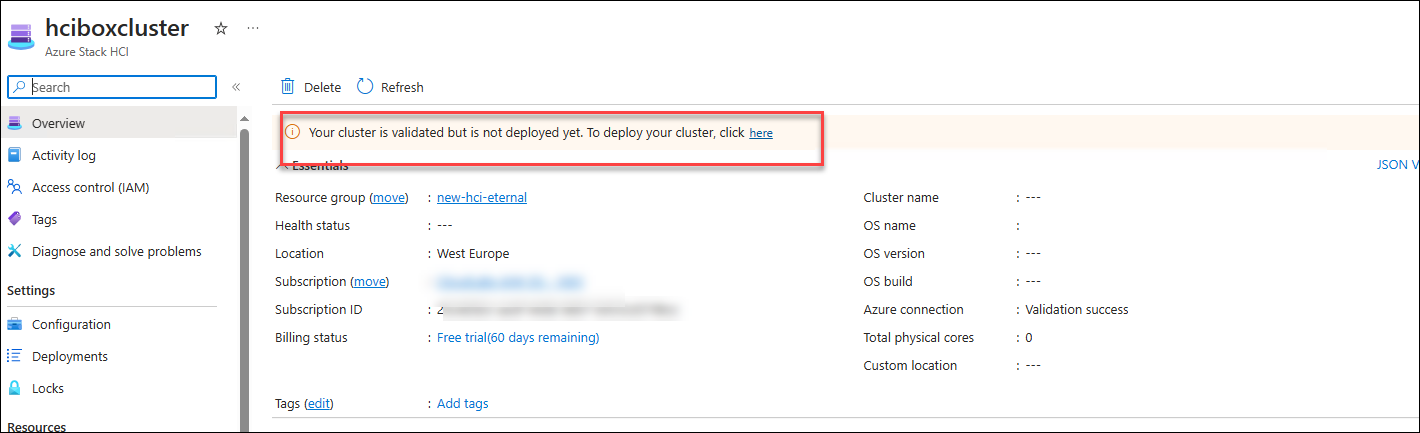 hciboxcluster
Azure Stack HCI
Search
Overview
Activity log
Access control (IAM)
Tags
Diagnose and solve problems
Settings
Configuration
Deployments
Locks
Resources
Delete Refresh
Your cluster is validated but is not deployed yet. To deploy your cluster, click here
Essentials
JSON V
Resource group (move) : new-hci-eternal
Health status : ---
Location : West Europe
Subscription (move)
Subscription ID : 2
Billing status : Free trial(60 days remaining)
Cluster name : ---
OS name :
OS version : ---
OS build : ---
Azure connection : Validation success
Total physical cores : 0
Custom location : ---
Tags (edit) : Add tags